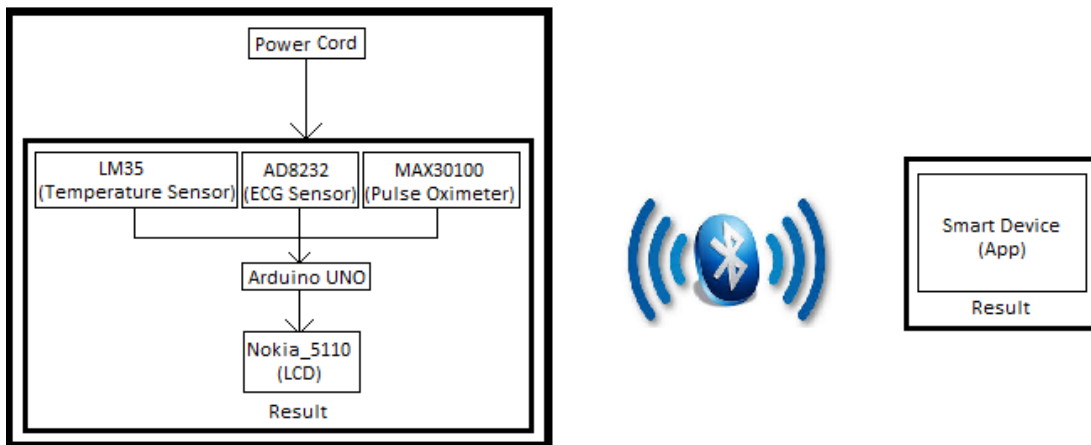 Power Cord
LM35
(Temperature Sensor)
AD8232
(ECG Sensor)
MAX30100
(Pulse Oximeter)
Arduino UNO
Nokia_5110
(LCD)
Result
Smart Device
(App)
Result